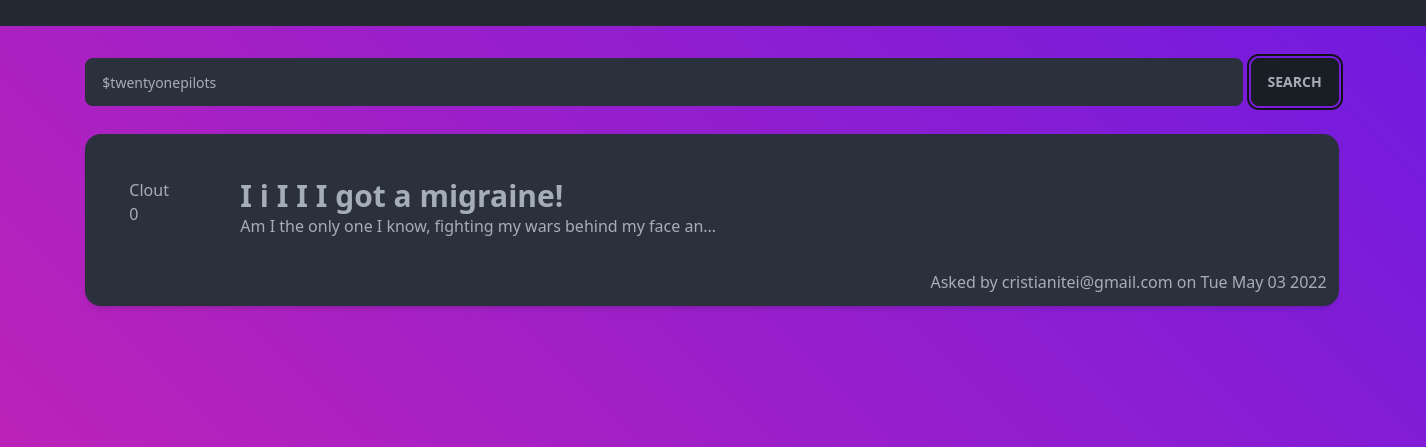 $twentyonepilots
SEARCH
Clout
0
I i I I I got a migraine!
Am I the only one I know, fighting my wars behind my face an...
Asked by cristianitei@gmail.com on Tue May 03 2022